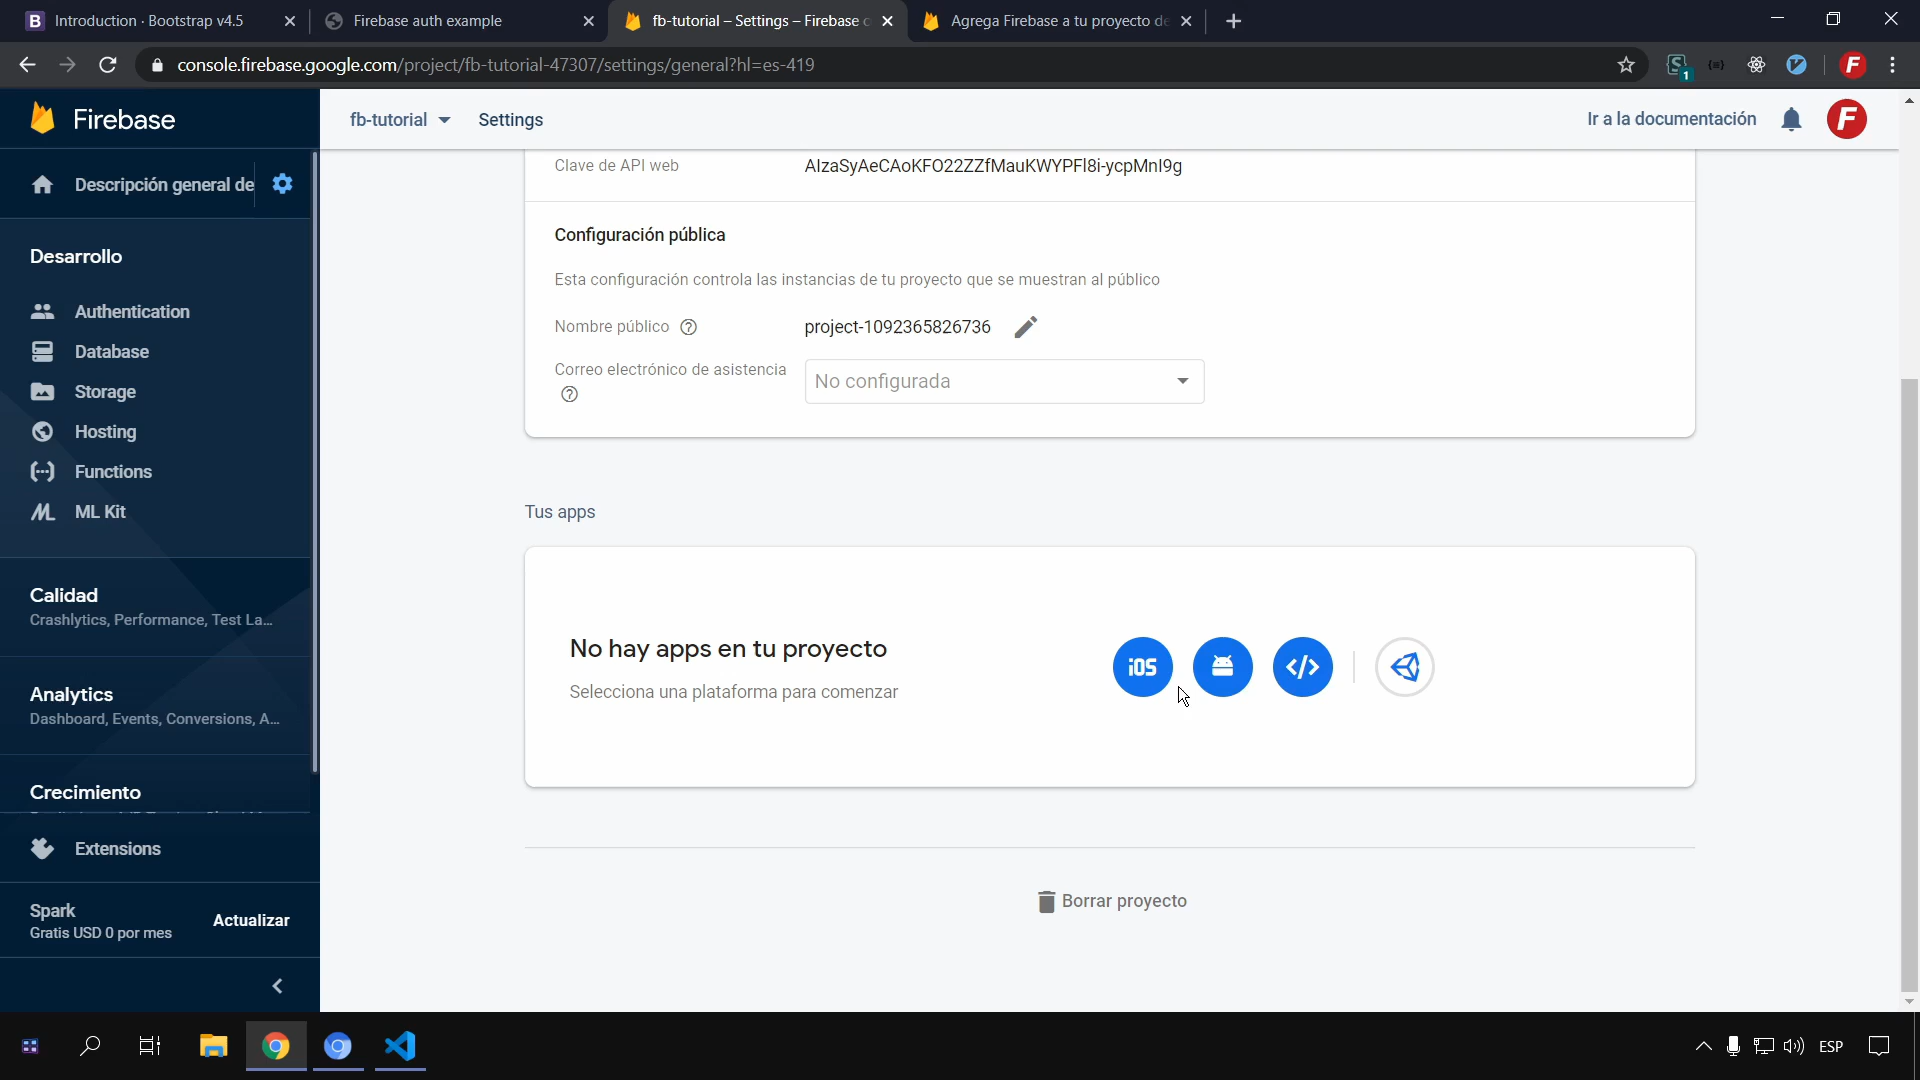 Introduction · Bootstrap v4.5
Firebase auth example
fb-tutorial – Settings – Firebase c
Agrega Firebase a tu proyecto de
console.firebase.google.com/project/fb-tutorial-47307/settings/general?hl=es-419
1
F
Firebase
fb-tutorial
Settings
Ir a la documentación
F
Descripción general de
Clave de API web
AIzaSyAeCAoKFO22ZZfMauKWYPFl8i-ycpMnI9g
Desarrollo
Configuración pública
Esta configuración controla las instancias de tu proyecto que se muestran al público
Authentication
Nombre público
project-1092365826736
Database
Correo electrónico de asistencia
No configurada
Storage
Hosting
Functions
ML Kit
Tus apps
Calidad
Crashlytics, Performance, Test La...
No hay apps en tu proyecto
iOS
Selecciona una plataforma para comenzar
Analytics
Dashboard, Events, Conversions, A...
Crecimiento
Extensions
Spark
Gratis USD 0 por mes
Actualizar
Borrar proyecto
ESP